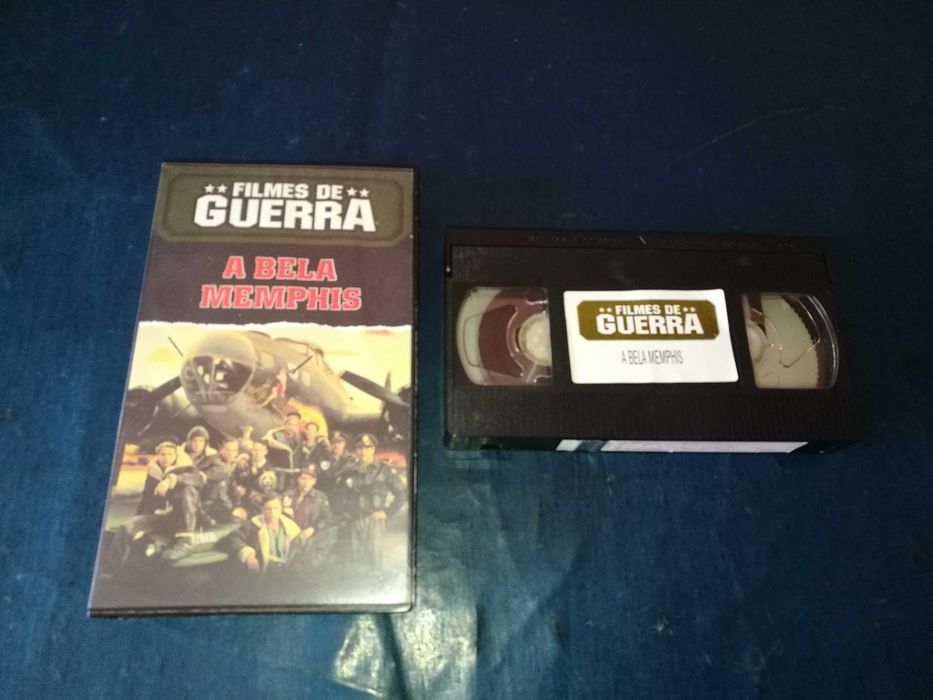 ★★ FILMES DE ★★
GUERRA
A BELA
MEMPHIS
★★ FILMES DE ★★
GUERRA
A BELA MEMPHIS